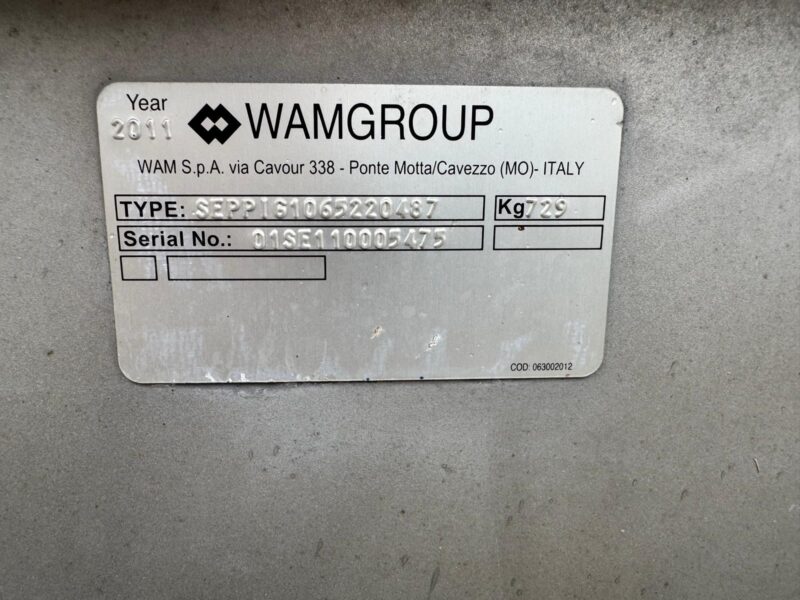 Year
2011 WAMGROUP
WAM S.p.A. via Cavour 338 - Ponte Motta/Cavezzo (MO)- ITALY
TYPE: SEPPIG1065220487 Kg 729
Serial No.: 01SE110005475
COD: 063002012